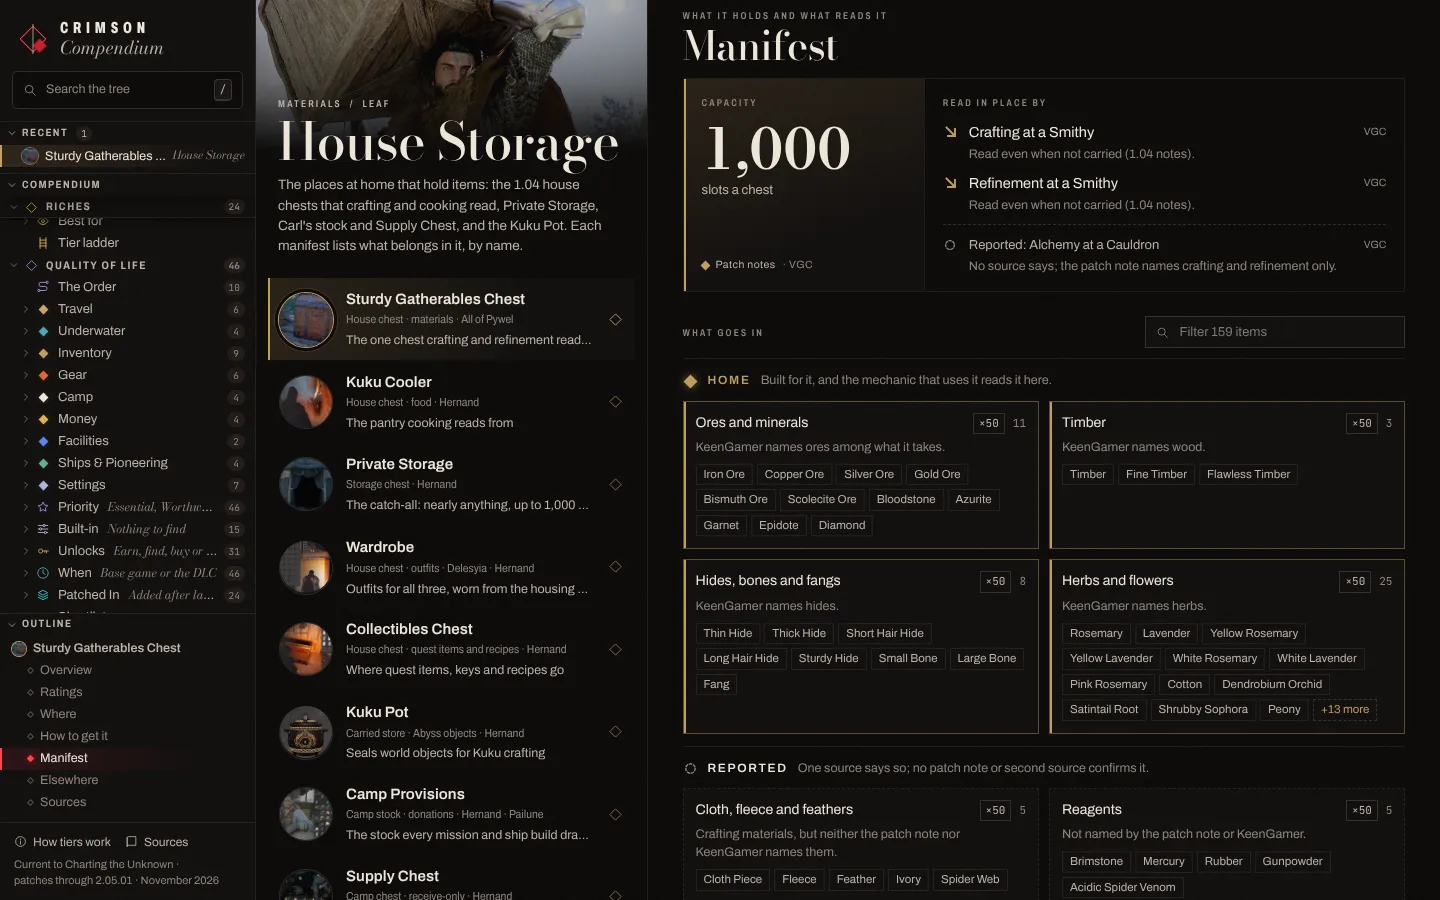 CRIMSON
Compendium
Search the tree
/
RECENT 1
Sturdy Gatherables ... House Storage
COMPENDIUM
RICHES 24
Best for
Tier ladder
QUALITY OF LIFE 46
The Order 10
Travel 6
Underwater 4
Inventory 9
Gear 6
Camp 4
Money 4
Facilities 2
Ships & Pioneering 4
Settings 7
Priority Essential, Worthw... 46
Built-in Nothing to find 15
Unlocks Earn, find, buy or ... 31
When Base game or the DLC 46
Patched In Added after la... 24
OUTLINE
Sturdy Gatherables Chest
Overview
Ratings
Where
How to get it
Manifest
Elsewhere
Sources
How tiers work Sources
Current to Charting the Unknown ·
patches through 2.05.01 · November 2026
MATERIALS / LEAF
House Storage
The places at home that hold items: the 1.04 house
chests that crafting and cooking read, Private Storage,
Carl's stock and Supply Chest, and the Kuku Pot. Each
manifest lists what belongs in it, by name.
Sturdy Gatherables Chest
House chest · materials · All of Pywel
The one chest crafting and refinement read...
Kuku Cooler
House chest · food · Hernand
The pantry cooking reads from
Private Storage
Storage chest · Hernand
The catch-all: nearly anything, up to 1,000 ...
Wardrobe
House chest · outfits · Delesyia · Hernand
Outfits for all three, worn from the housing ...
Collectibles Chest
House chest · quest items and recipes · Hernand
Where quest items, keys and recipes go
Kuku Pot
Carried store · Abyss objects · Hernand
Seals world objects for Kuku crafting
Camp Provisions
Camp stock · donations · Hernand · Pailune
The stock every mission and ship build dra...
Supply Chest
Camp chest · receive-only · Hernand
WHAT IT HOLDS AND WHAT READS IT
Manifest
CAPACITY
1,000
slots a chest
Patch notes · VGC
READ IN PLACE BY
Crafting at a Smithy VGC
Read even when not carried (1.04 notes).
Refinement at a Smithy VGC
Read even when not carried (1.04 notes).
Reported: Alchemy at a Cauldron VGC
No source says; the patch note names crafting and refinement only.
WHAT GOES IN
Filter 159 items
HOME Built for it, and the mechanic that uses it reads it here.
Ores and minerals ×50 11
KeenGamer names ores among what it takes.
Iron Ore Copper Ore Silver Ore Gold Ore
Bismuth Ore Scolecite Ore Bloodstone Azurite
Garnet Epidote Diamond
Timber ×50 3
KeenGamer names wood.
Timber Fine Timber Flawless Timber
Hides, bones and fangs ×50 8
KeenGamer names hides.
Thin Hide Thick Hide Short Hair Hide
Long Hair Hide Sturdy Hide Small Bone Large Bone
Fang
Herbs and flowers ×50 25
KeenGamer names herbs.
Rosemary Lavender Yellow Rosemary
Yellow Lavender White Rosemary White Lavender
Pink Rosemary Cotton Dendrobium Orchid
Satintail Root Shrubby Sophora Peony +13 more
REPORTED One source says so; no patch note or second source confirms it.
Cloth, fleece and feathers ×50 5
Crafting materials, but neither the patch note nor
KeenGamer names them.
Cloth Piece Fleece Feather Ivory Spider Web
Reagents ×50 5
Not named by the patch note or KeenGamer.
Brimstone Mercury Rubber Gunpowder
Acidic Spider Venom